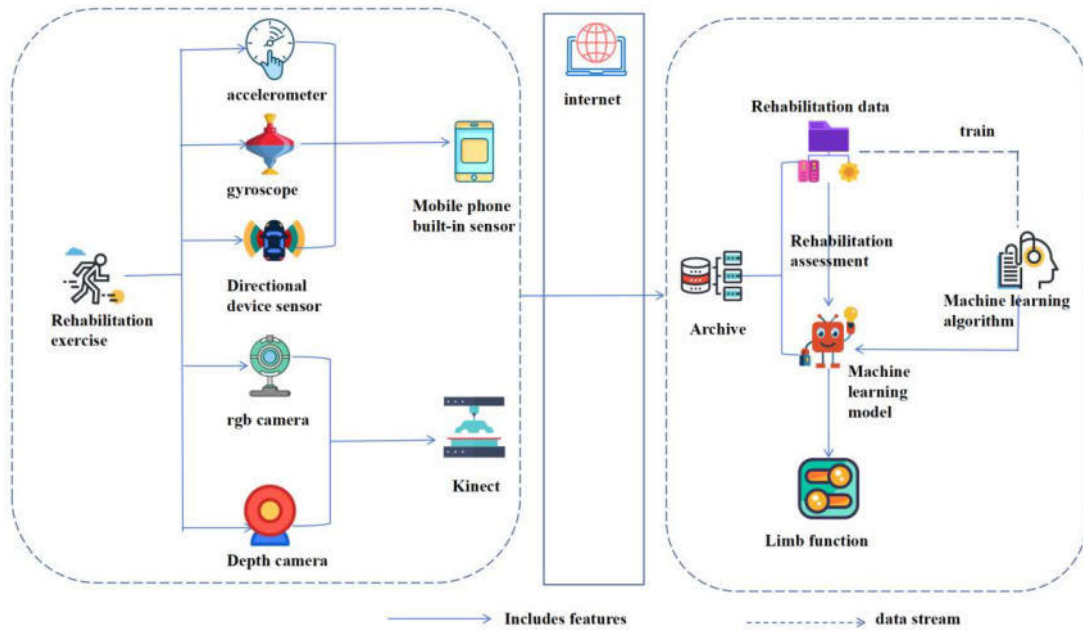 accelerometer
gyroscope
Mobile phone
built-in sensor
Directional
device sensor
Rehabilitation
exercise
rgb camera
Kinect
Depth camera
internet
Rehabilitation data
train
Rehabilitation
assessment
Archive
Machine learning
algorithm
Machine
learning
model
Limb function
Includes features
data stream